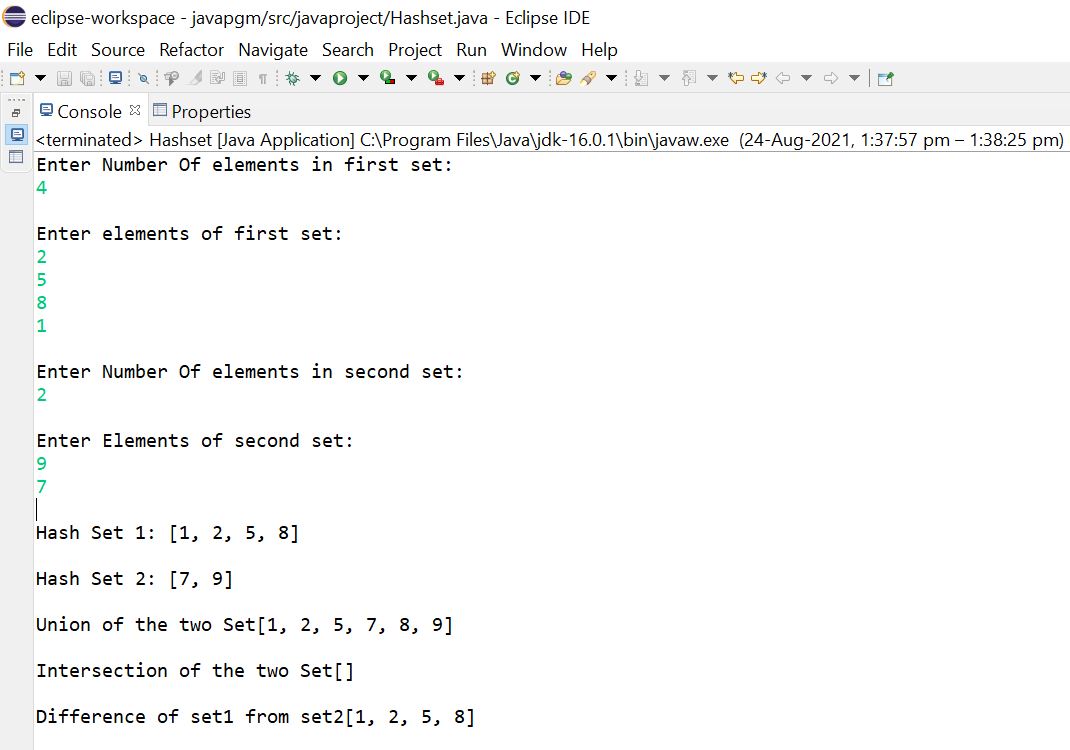 eclipse-workspace - javapgm/src/javaproject/Hashset.java - Eclipse IDE
File Edit Source Refactor Navigate Search Project Run Window Help
Console Properties
<terminated> Hashset [Java Application] C:\Program Files\Java\jdk-16.0.1\bin\javaw.exe (24-Aug-2021, 1:37:57 pm – 1:38:25 pm)
Enter Number Of elements in first set:
4
Enter elements of first set:
2
5
8
1
Enter Number Of elements in second set:
2
Enter Elements of second set:
9
7
Hash Set 1: [1, 2, 5, 8]
Hash Set 2: [7, 9]
Union of the two Set[1, 2, 5, 7, 8, 9]
Intersection of the two Set[]
Difference of set1 from set2[1, 2, 5, 8]